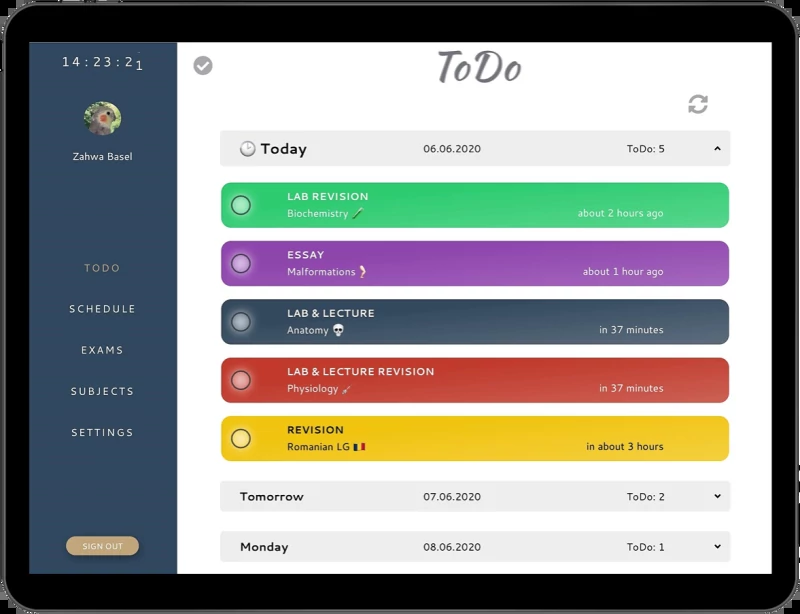 14:23:21
Zahwa Basel
TODO
SCHEDULE
EXAMS
SUBJECTS
SETTINGS
SIGN OUT
ToDo
Today 06.06.2020 ToDo: 5
LAB REVISION
Biochemistry about 2 hours ago
ESSAY
Malformations about 1 hour ago
LAB & LECTURE
Anatomy in 37 minutes
LAB & LECTURE REVISION
Physiology in 37 minutes
REVISION
Romanian LG in about 3 hours
Tomorrow 07.06.2020 ToDo: 2
Monday 08.06.2020 ToDo: 1